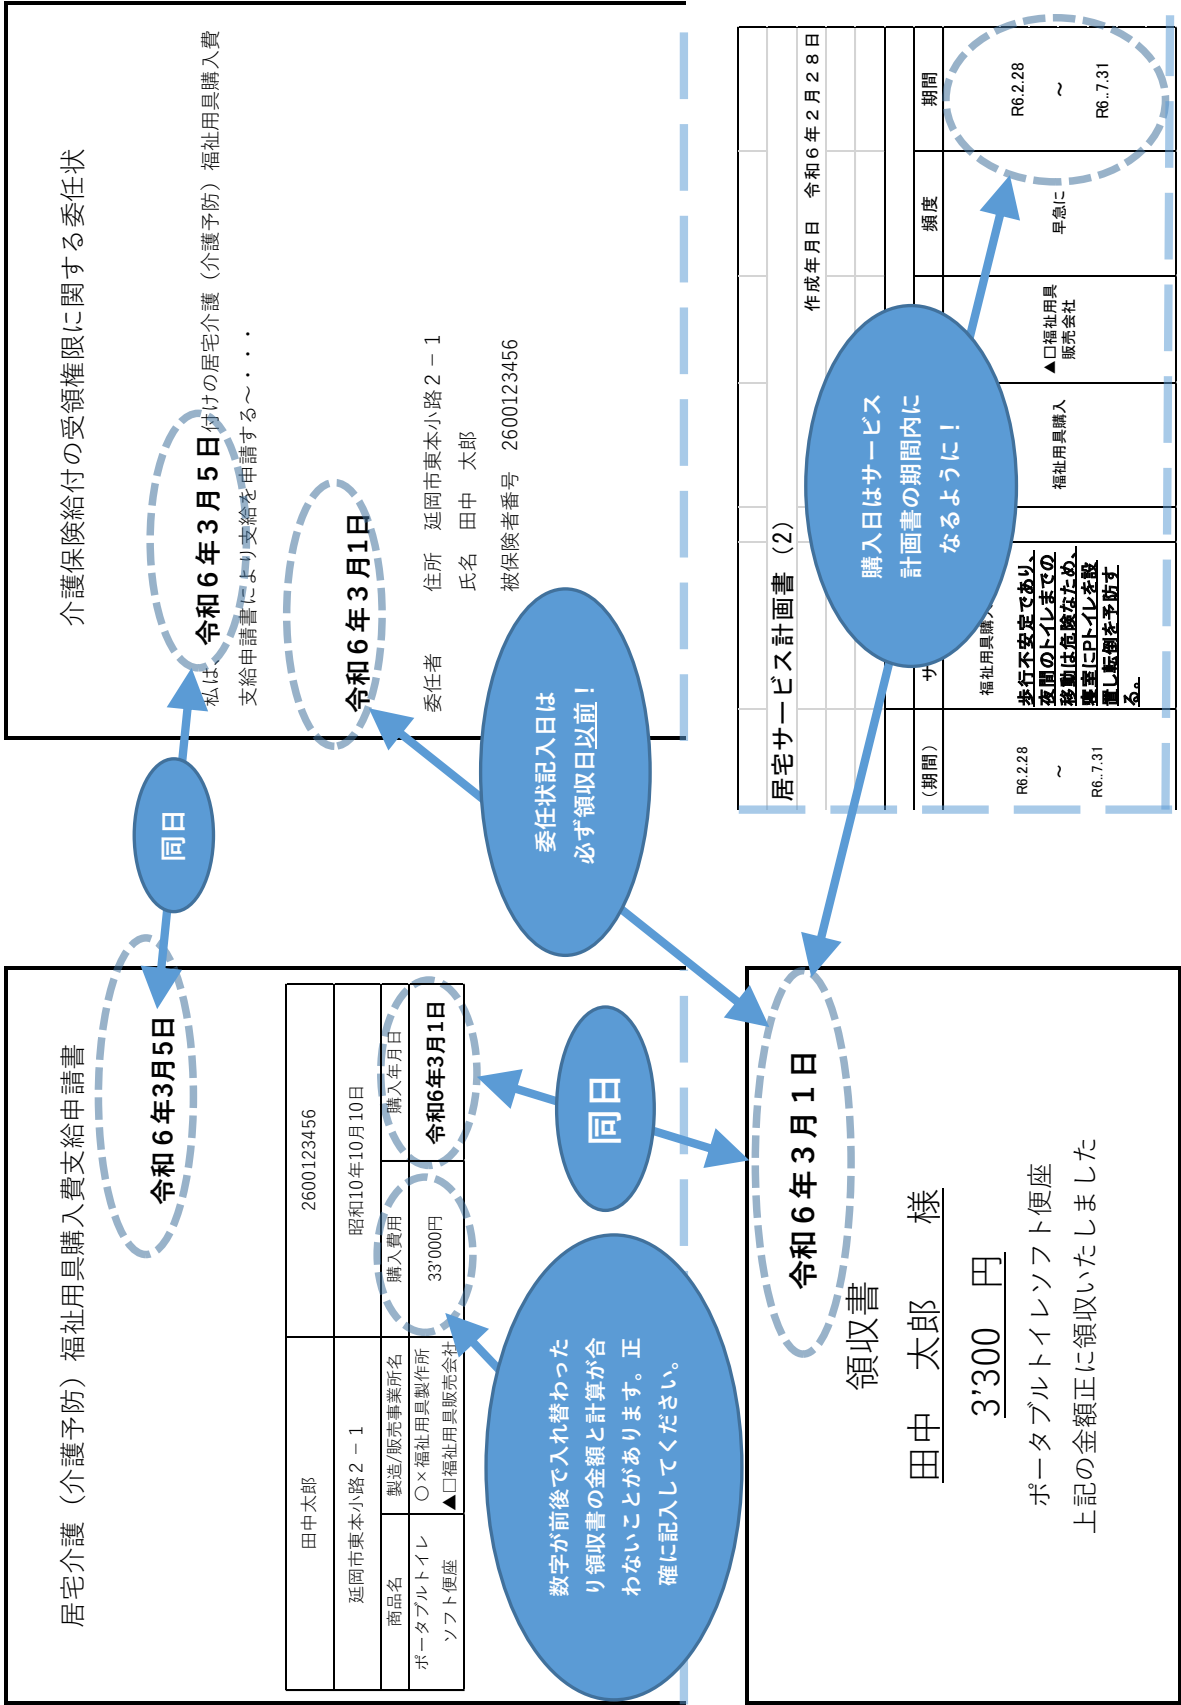 居宅介護（介護予防）福祉用具購入費支給申請書
令和６年3月5日
田中太郎 2600123456
延岡市東本小路２－１ 昭和10年10月10日
商品名 製造/販売事業所名 購入費用 購入年月日
ポータブルトイレ 〇×福祉用具製作所 33’000円 令和6年3月1日
ソフト便座 ▲□福祉用具販売会社
数字が前後で入れ替わった
り領収書の金額と計算が合
わないことがあります。正
確に記入してください。
同日
同日
介護保険給付の受領権限に関する委任状
私は、令和６年３月５日付けの居宅介護（介護予防）福祉用具購入費
支給申請書により支給を申請する～・・・
令和６年３月1日
委任者 住所 延岡市東本小路２－１
氏名 田中 太郎
被保険者番号 2600123456
委任状記入日は
必ず領収日以前！
領収書
令和６年３月１日
田中 太郎 様
3’300 円
ポータブルトイレソフト便座
上記の金額正に領収いたしました
居宅サービス計画書（2）
作成年月日 令和６年２月２８日
（期間） サ 頻度 期間
福祉用具購入
R6.2.28
～
R6..7.31
歩行不安定であり、
夜間のトイレまでの
移動は危険なため、
寝室にPトイレを設
置し転倒を予防す
る。
福祉用具購入
▲□福祉用具
販売会社
早急に
R6.2.28
～
R6..7.31
購入日はサービス
計画書の期間内に
なるように！